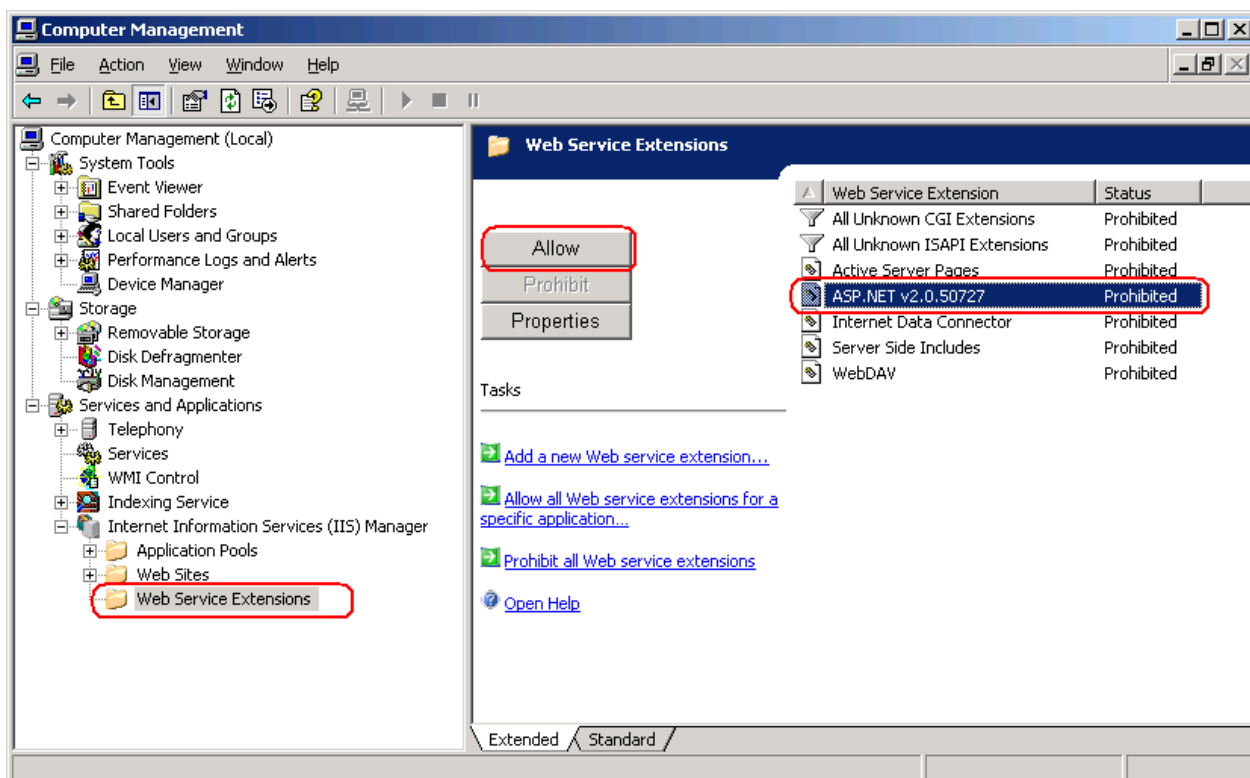 Computer Management
File Action View Window Help
Computer Management (Local)
System Tools
Event Viewer
Shared Folders
Local Users and Groups
Performance Logs and Alerts
Device Manager
Storage
Removable Storage
Disk Defragmenter
Disk Management
Services and Applications
Telephony
Services
WMI Control
Indexing Service
Internet Information Services (IIS) Manager
Application Pools
Web Sites
Web Service Extensions
Web Service Extensions
Allow
Prohibit
Properties
Tasks
Add a new Web service extension...
Allow all Web service extensions for a
specific application...
Prohibit all Web service extensions
Open Help
Web Service Extension Status
All Unknown CGI Extensions Prohibited
All Unknown ISAPI Extensions Prohibited
Active Server Pages Prohibited
ASP.NET v2.0.50727 Prohibited
Internet Data Connector Prohibited
Server Side Includes Prohibited
WebDAV Prohibited
Extended Standard